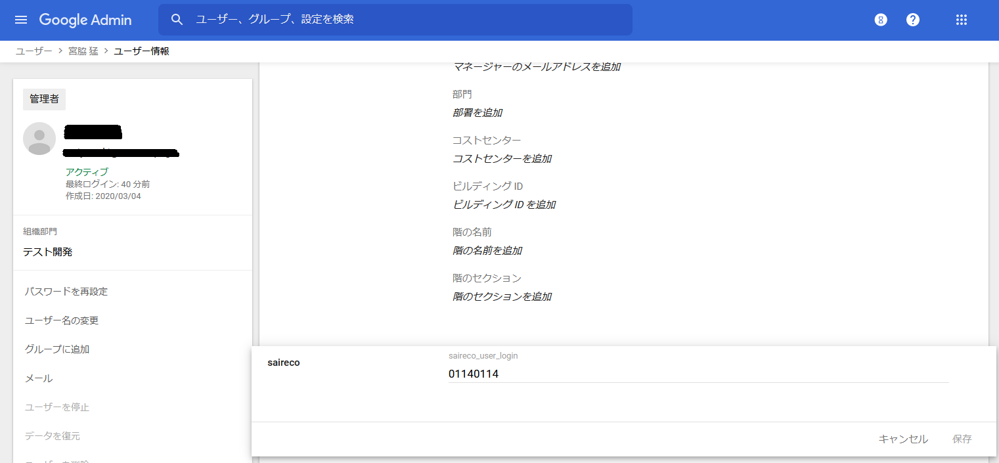 Google Admin
ユーザー、グループ、設定を検索
ユーザー > 宮脇 猛 > ユーザー情報
管理者
アクティブ
最終ログイン: 40 分前
作成日: 2020/03/04
組織部門
テスト開発
パスワードを再設定
ユーザー名の変更
グループに追加
メール
ユーザーを停止
データを復元
マネージャーのメールアドレスを追加
部門
部署を追加
コストセンター
コストセンターを追加
ビルディング ID
ビルディング ID を追加
階の名前
階の名前を追加
階のセクション
階のセクションを追加
saireco
saireco_user_login
01140114
キャンセル
保存